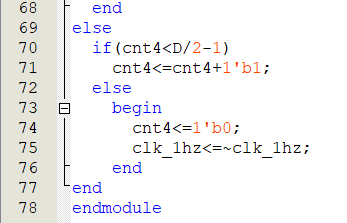 68 end
69 else
70 if(cnt4<D/2-1)
71 cnt4<=cnt4+1'b1;
72 else
73 begin
74 cnt4<=1'b0;
75 clk_1hz<=~clk_1hz;
76 end
77 end
78 endmodule